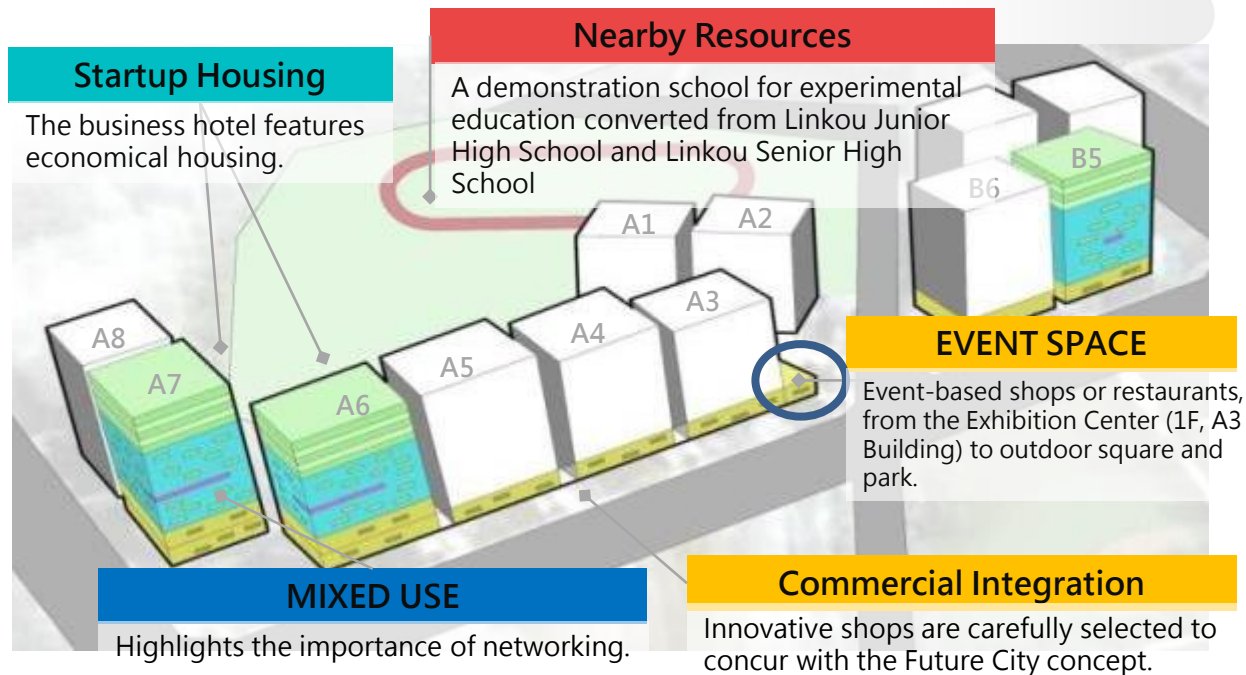 Nearby Resources
A demonstration school for experimental
education converted from Linkou Junior
High School and Linkou Senior High
School
Startup Housing
The business hotel features
economical housing.
B5
B6
A1
A2
A3
A4
A5
A6
A7
A8
EVENT SPACE
Event-based shops or restaurants,
from the Exhibition Center (1F, A3
Building) to outdoor square and
park.
MIXED USE
Highlights the importance of networking.
Commercial Integration
Innovative shops are carefully selected to
concur with the Future City concept.